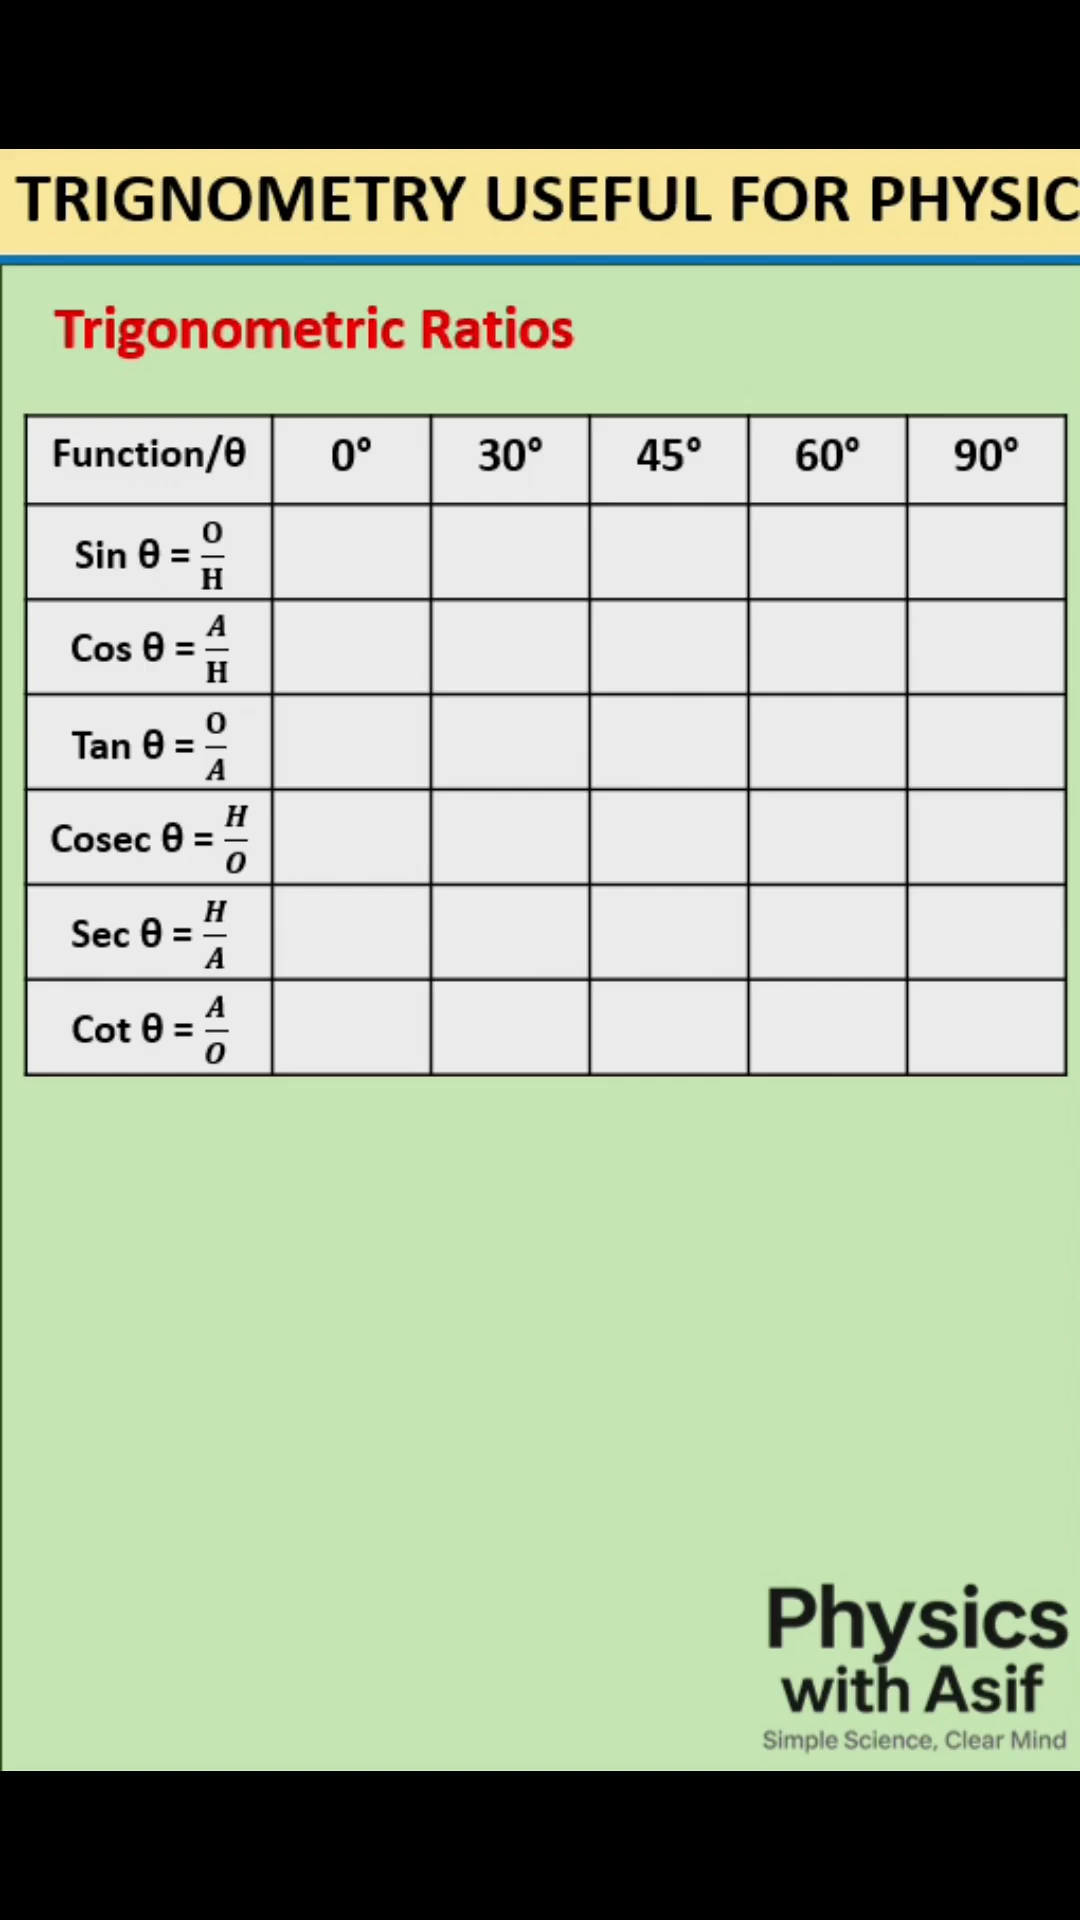 TRIGNOMETRY USEFUL FOR PHYSIC
Trigonometric Ratios
Function/θ 0° 30° 45° 60° 90°
Sin θ = O/H
Cos θ = A/H
Tan θ = O/A
Cosec θ = H/O
Sec θ = H/A
Cot θ = A/O
Physics
with Asif
Simple Science, Clear Mind